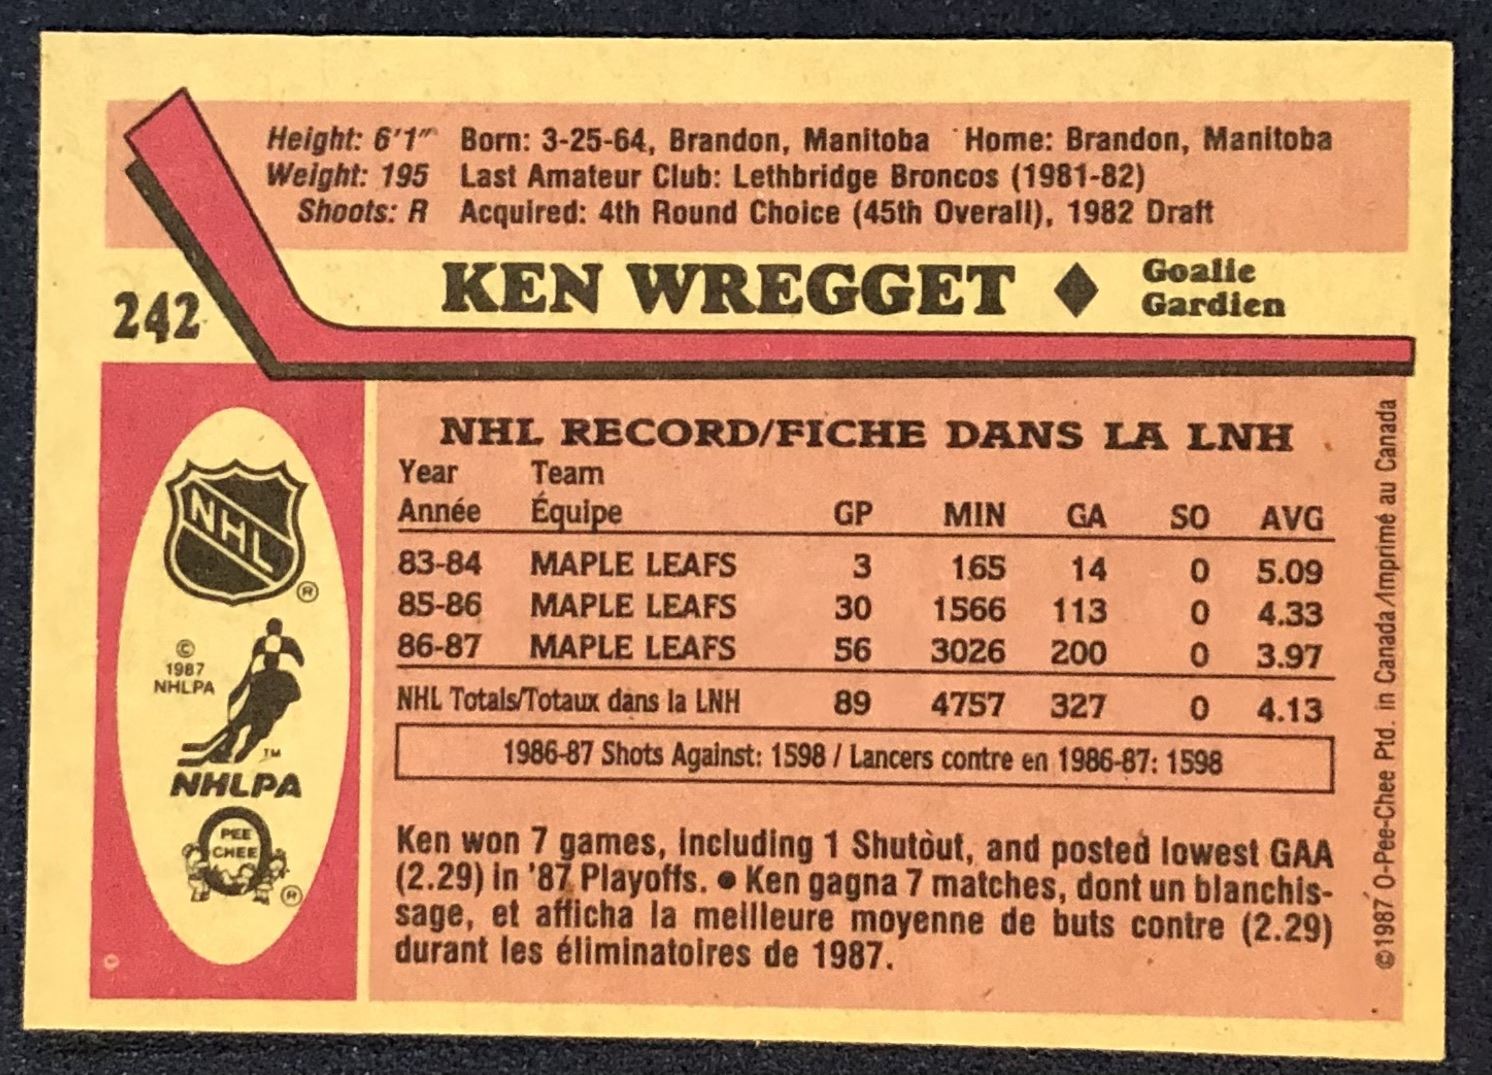 Height: 6'1" Born: 3-25-64, Brandon, Manitoba Home: Brandon, Manitoba
Weight: 195 Last Amateur Club: Lethbridge Broncos (1981-82)
Shoots: R Acquired: 4th Round Choice (45th Overall), 1982 Draft
KEN WREGGET ♦ Goalie
Gardien
242
NHL RECORD/FICHE DANS LA LNH
Year Team
Année Équipe GP MIN GA SO AVG
83-84 MAPLE LEAFS 3 165 14 0 5.09
85-86 MAPLE LEAFS 30 1566 113 0 4.33
86-87 MAPLE LEAFS 56 3026 200 0 3.97
NHL Totals/Totaux dans la LNH 89 4757 327 0 4.13
1986-87 Shots Against: 1598 / Lancers contre en 1986-87: 1598
Ken won 7 games, including 1 Shutout, and posted lowest GAA
(2.29) in '87 Playoffs. ● Ken gagna 7 matches, dont un blanchis-
sage, et afficha la meilleure moyenne de buts contre (2.29)
durant les éliminatoires de 1987.
NHL
®
©
1987
NHLPA
TM
NHLPA
O
PEE
CHEE
®
©1987 O-Pee-Chee Ptd. in Canada/Imprimé au Canada